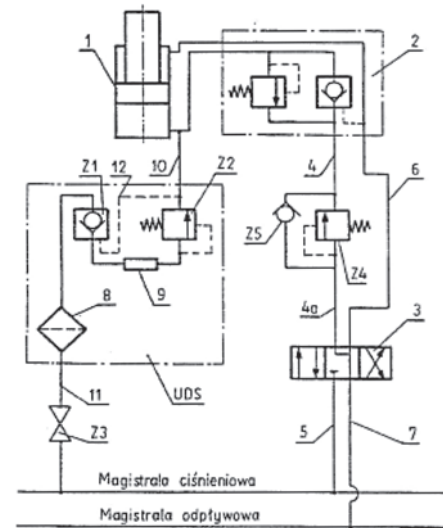 1
2
Z1
12
10
Z2
4
6
Z5
Z4
8
9
4a
3
11
UDS
5
7
Z3
Magistrala ciśnieniowa
Magistrala odpływowa